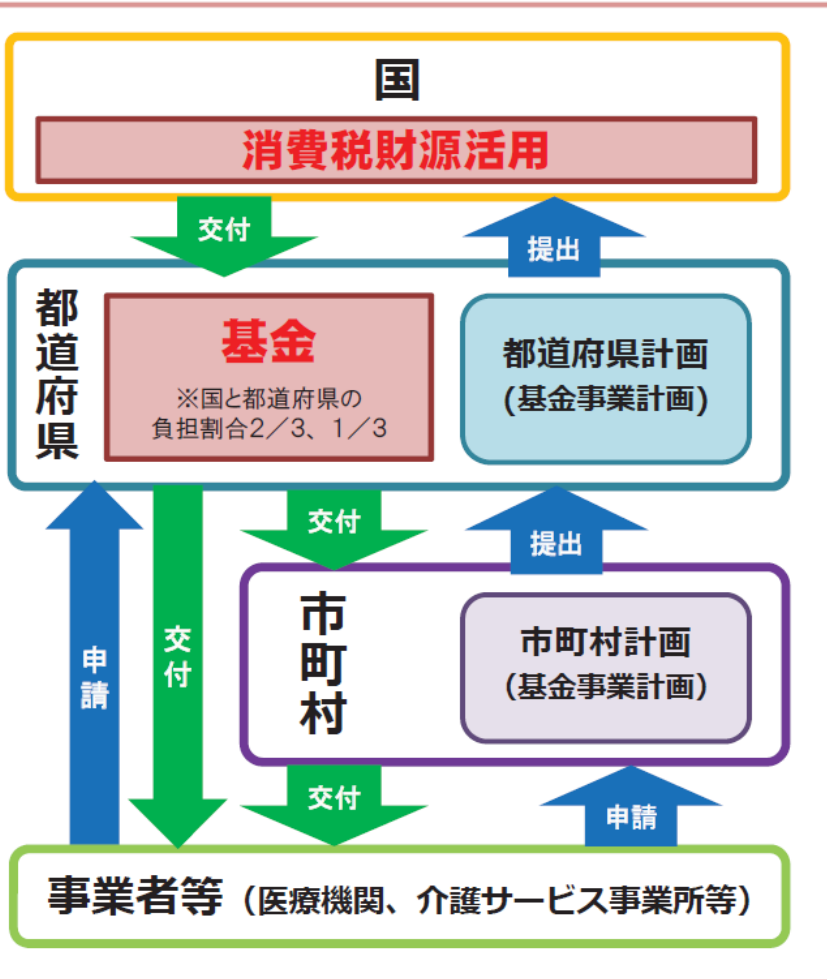 国
消費税財源活用
交付
提出
都道府県
基金
※国と都道府県の
負担割合2／3、1／3
都道府県計画
(基金事業計画)
交付
提出
申請
交付
市町村
市町村計画
（基金事業計画）
交付
申請
事業者等（医療機関、介護サービス事業所等）